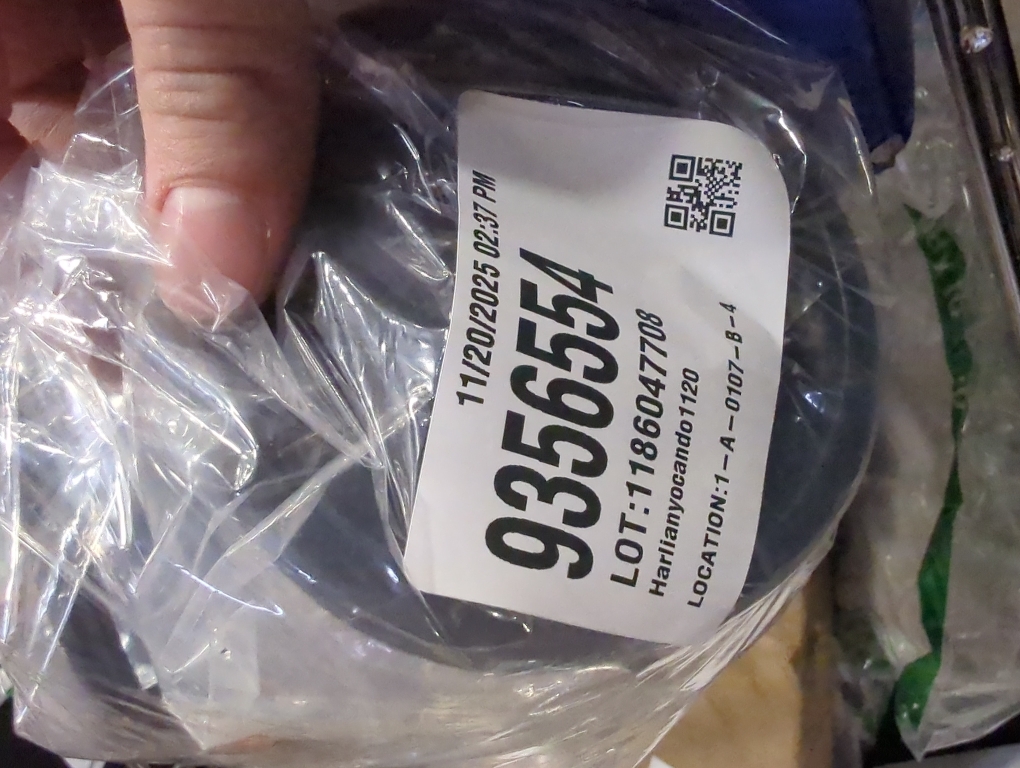 11/20/2025 02:37 PM
9356554
LOT:1186047708
Harlianyocando1120
LOCATION:1-A-0107-B-4